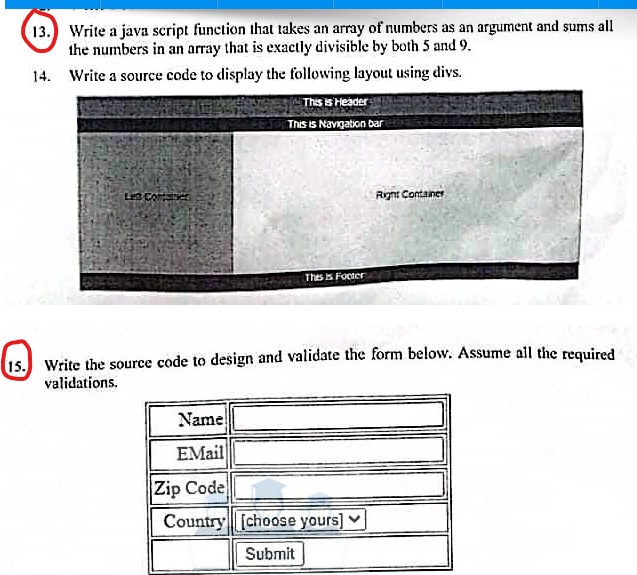 13. Write a java script function that takes an array of numbers as an argument and sums all
the numbers in an array that is exactly divisible by both 5 and 9.
14. Write a source code to display the following layout using divs.
This is Header
This is Navigation bar
Left Container
Right Container
This is Footer
15. Write the source code to design and validate the form below. Assume all the required
validations.
Name
EMail
Zip Code
Country [choose yours]
Submit